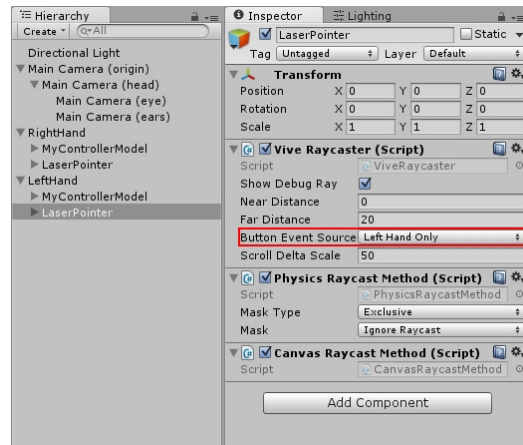 Hierarchy
Create
All
Directional Light
Main Camera (origin)
Main Camera (head)
Main Camera (eye)
Main Camera (ears)
RightHand
MyControllerModel
LaserPointer
LeftHand
MyControllerModel
LaserPointer
Inspector Lighting
LaserPointer Static
Tag Untagged Layer Default
Transform
Position X 0 Y 0 Z 0
Rotation X 0 Y 0 Z 0
Scale X 1 Y 1 Z 1
Vive Raycaster (Script)
Script ViveRaycaster
Show Debug Ray
Near Distance 0
Far Distance 20
Button Event Source Left Hand Only
Scroll Delta Scale 50
Physics Raycast Method (Script)
Script PhysicsRaycastMethod
Mask Type Exclusive
Mask Ignore Raycast
Canvas Raycast Method (Script)
Script CanvasRaycastMethod
Add Component